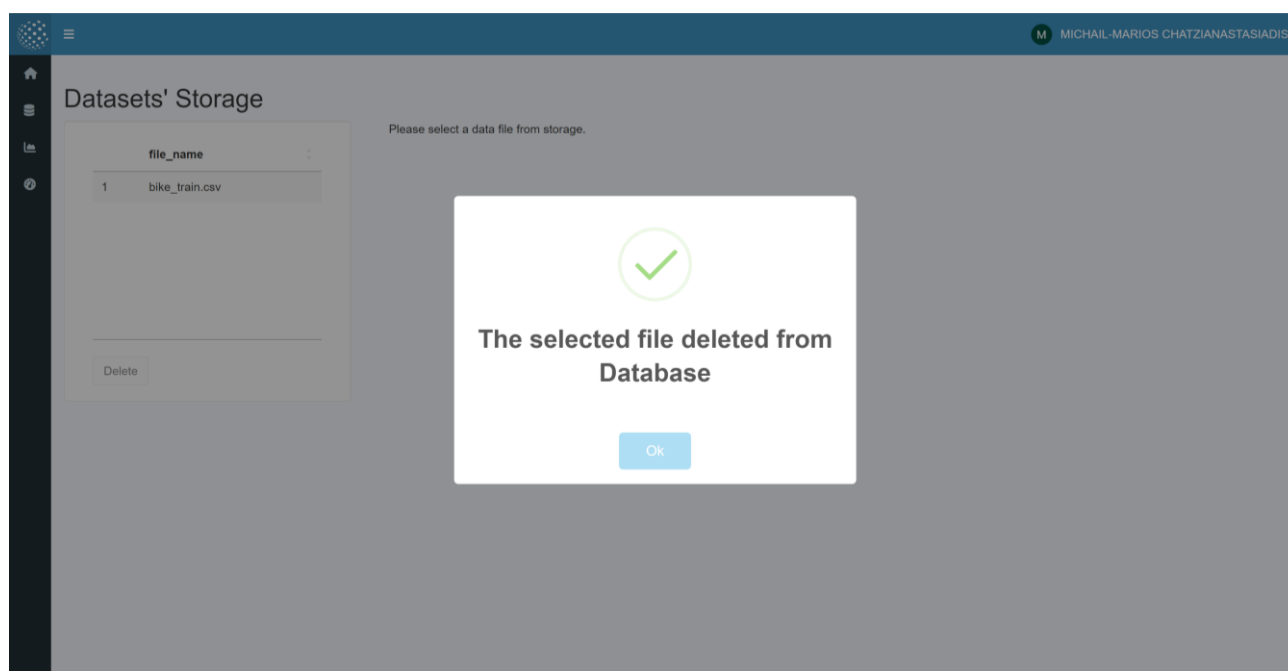 M MICHAIL-MARIOS CHATZIANASTASIADIS
Datasets' Storage
Please select a data file from storage.
file_name
1 bike_train.csv
The selected file deleted from
Database
Delete
Ok